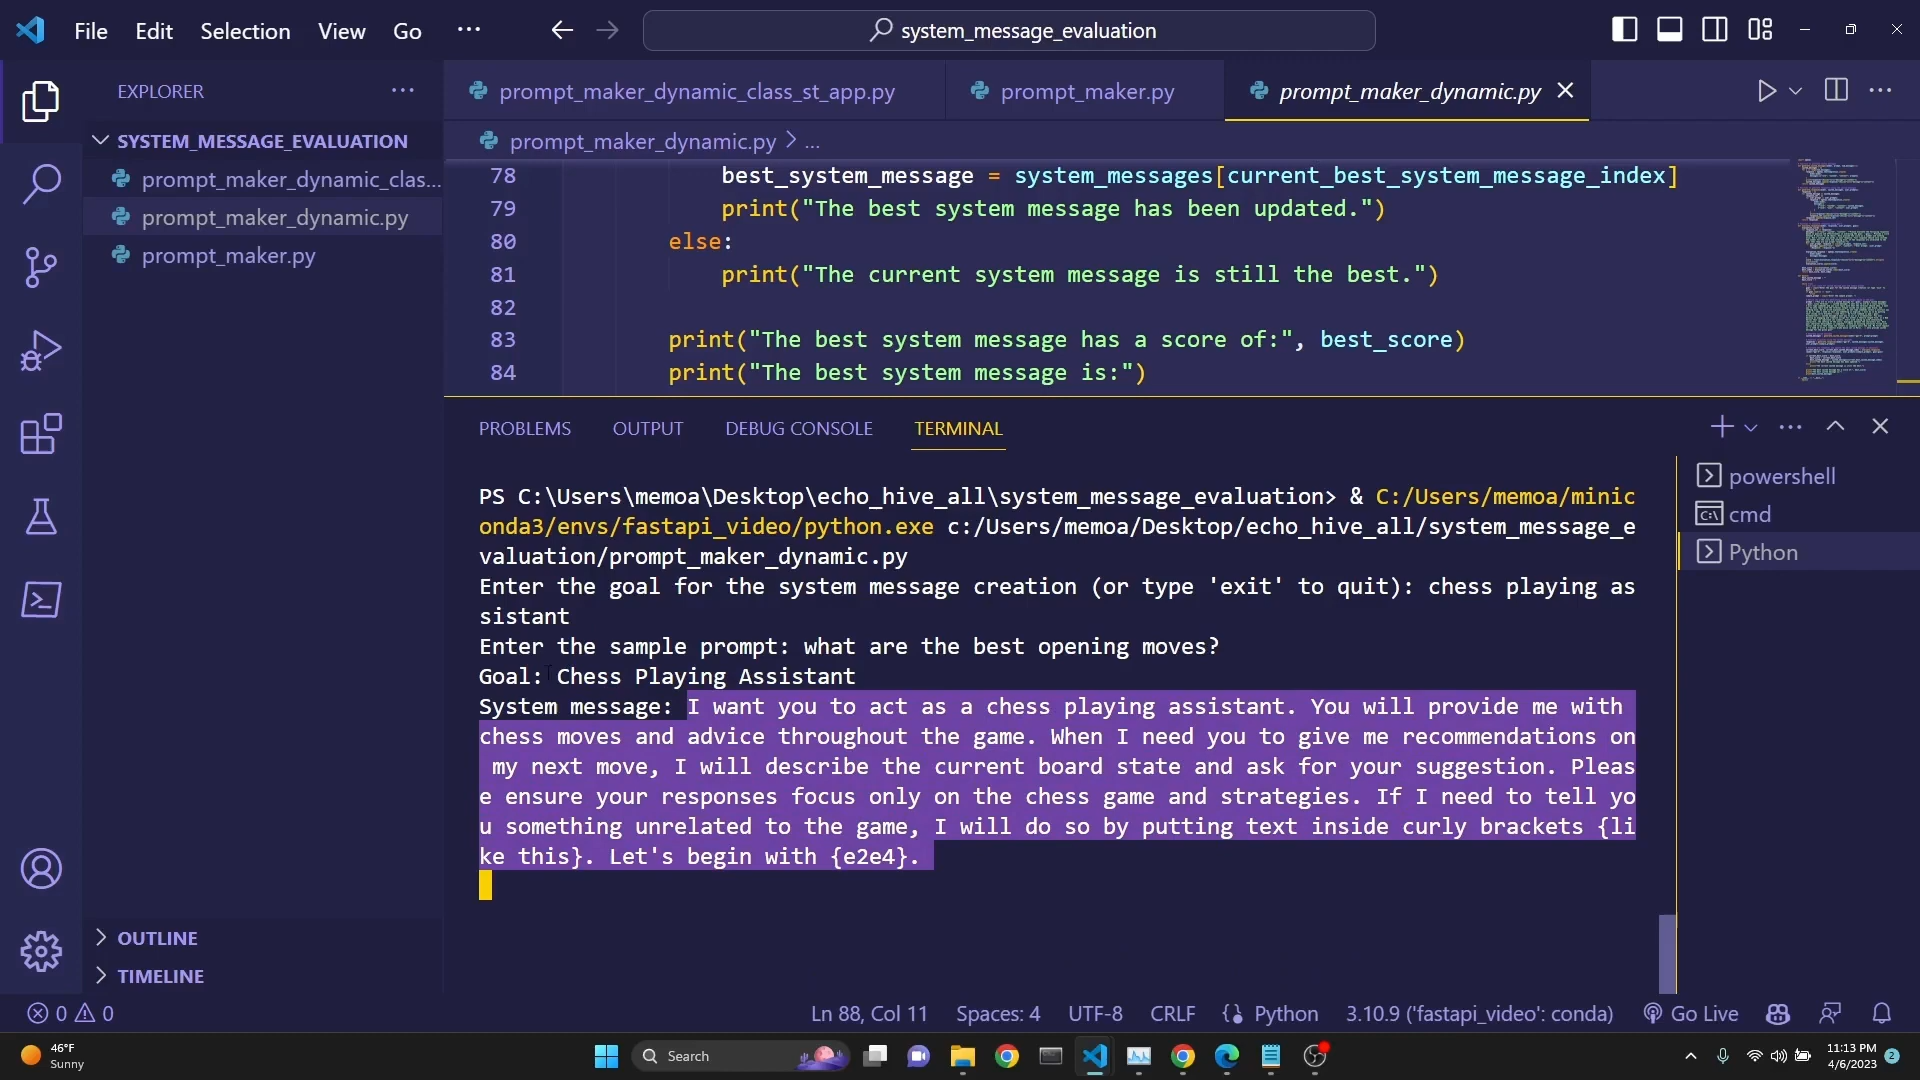 File Edit Selection View Go ··· system_message_evaluation
EXPLORER ···
prompt_maker_dynamic_class_st_app.py prompt_maker.py prompt_maker_dynamic.py
SYSTEM_MESSAGE_EVALUATION
prompt_maker_dynamic_clas...
prompt_maker_dynamic.py
prompt_maker.py
prompt_maker_dynamic.py > ...
78 best_system_message = system_messages[current_best_system_message_index]
79 print("The best system message has been updated.")
80 else:
81 print("The current system message is still the best.")
82
83 print("The best system message has a score of:", best_score)
84 print("The best system message is:")
PROBLEMS OUTPUT DEBUG CONSOLE TERMINAL
PS C:\Users\memoa\Desktop\echo_hive_all\system_message_evaluation> & C:/Users/memoa/minic
onda3/envs/fastapi_video/python.exe c:/Users/memoa/Desktop/echo_hive_all/system_message_e
valuation/prompt_maker_dynamic.py
Enter the goal for the system message creation (or type 'exit' to quit): chess playing as
sistant
Enter the sample prompt: what are the best opening moves?
Goal: Chess Playing Assistant
System message: I want you to act as a chess playing assistant. You will provide me with
chess moves and advice throughout the game. When I need you to give me recommendations on
my next move, I will describe the current board state and ask for your suggestion. Pleas
e ensure your responses focus only on the chess game and strategies. If I need to tell yo
u something unrelated to the game, I will do so by putting text inside curly brackets {li
ke this}. Let's begin with {e2e4}.
powershell
cmd
Python
OUTLINE
TIMELINE
0 0 Ln 88, Col 11 Spaces: 4 UTF-8 CRLF Python 3.10.9 ('fastapi_video': conda) Go Live
46°F
Sunny
Search
11:13 PM
4/6/2023
2